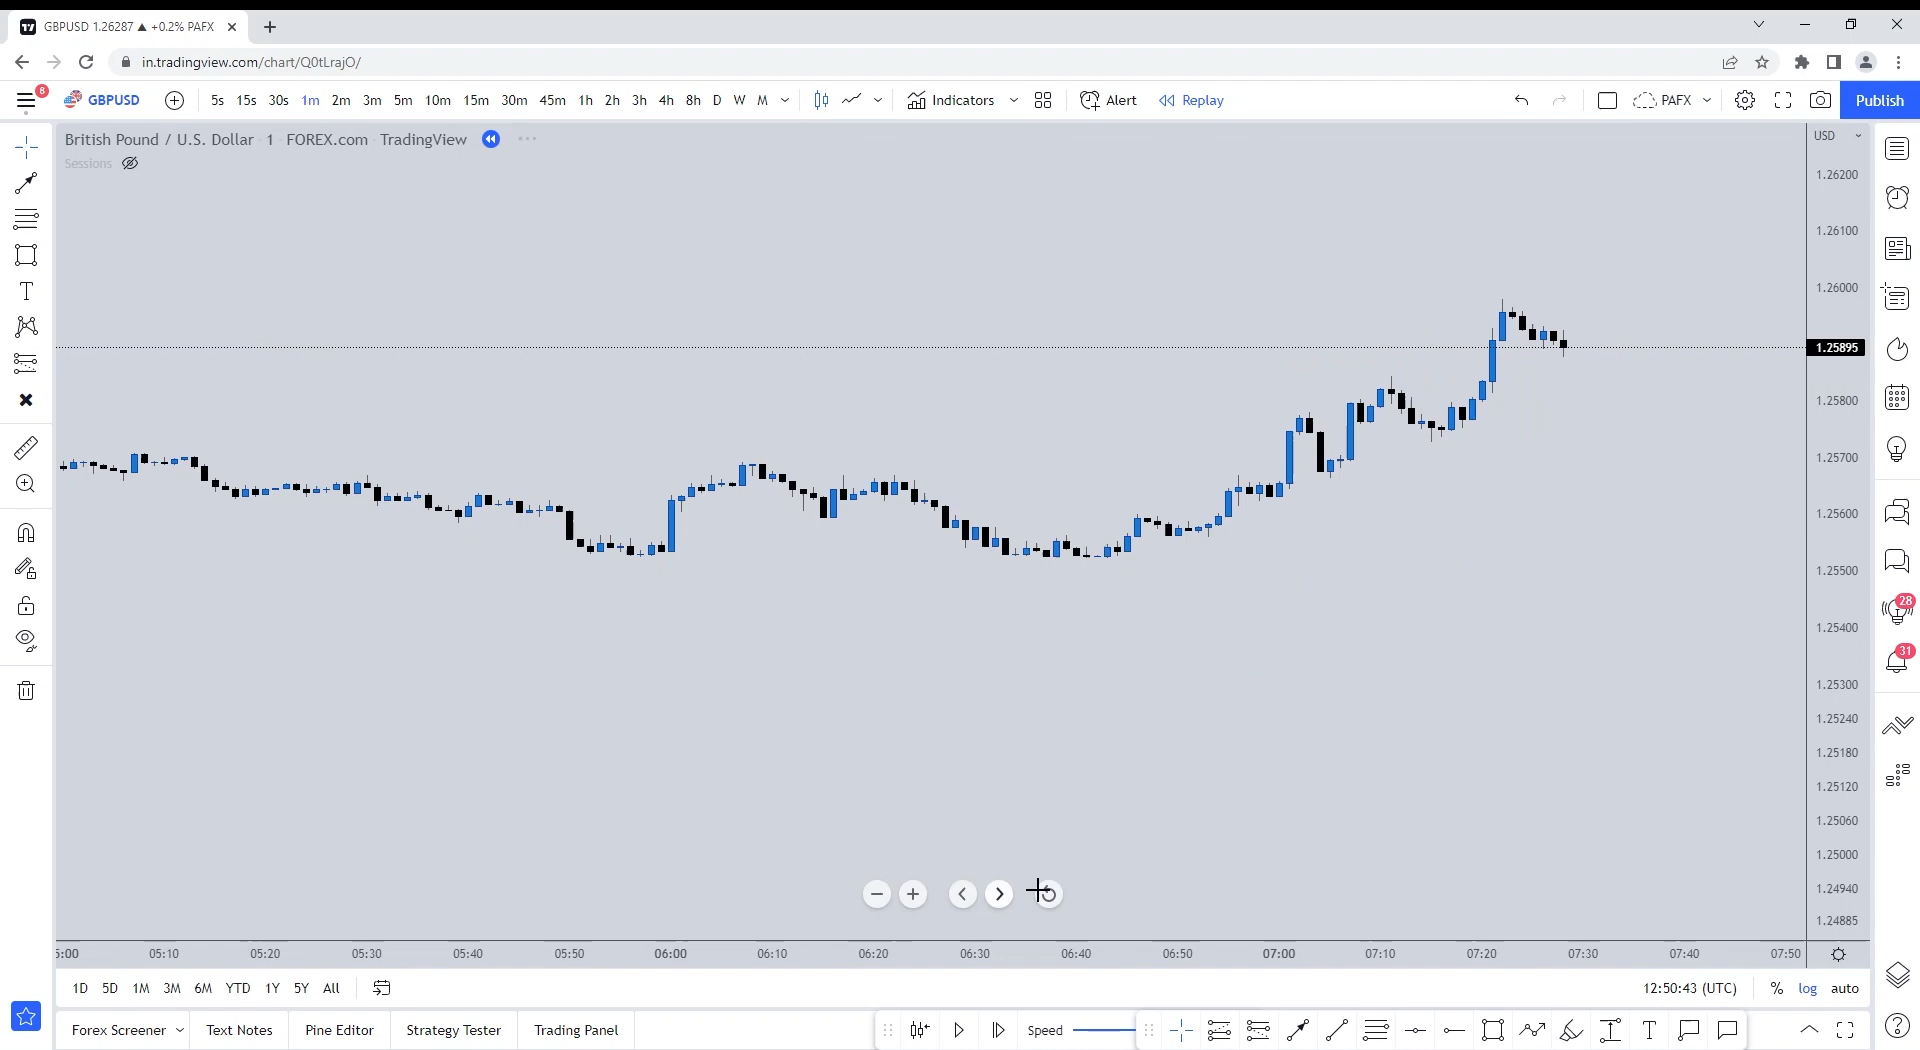 GBPUSD 1.26287 ▲ +0.2% PAFX
in.tradingview.com/chart/Q0tLrajO/
8 GBPUSD 5s 15s 30s 1m 2m 3m 5m 10m 15m 30m 45m 1h 2h 3h 4h 8h D W M Indicators Alert Replay PAFX Publish
British Pound / U.S. Dollar 1 FOREX.com TradingView
Sessions
USD
1.26200
1.26100
1.26000
1.25895
1.25800
1.25700
1.25600
1.25500
1.25400
1.25300
1.25240
1.25180
1.25120
1.25060
1.25000
1.24940
1.24885
28
31
5:00 05:10 05:20 05:30 05:40 05:50 06:00 06:10 06:20 06:30 06:40 06:50 07:00 07:10 07:20 07:30 07:40 07:50
1D 5D 1M 3M 6M YTD 1Y 5Y All 12:50:43 (UTC) % log auto
Forex Screener Text Notes Pine Editor Strategy Tester Trading Panel Speed